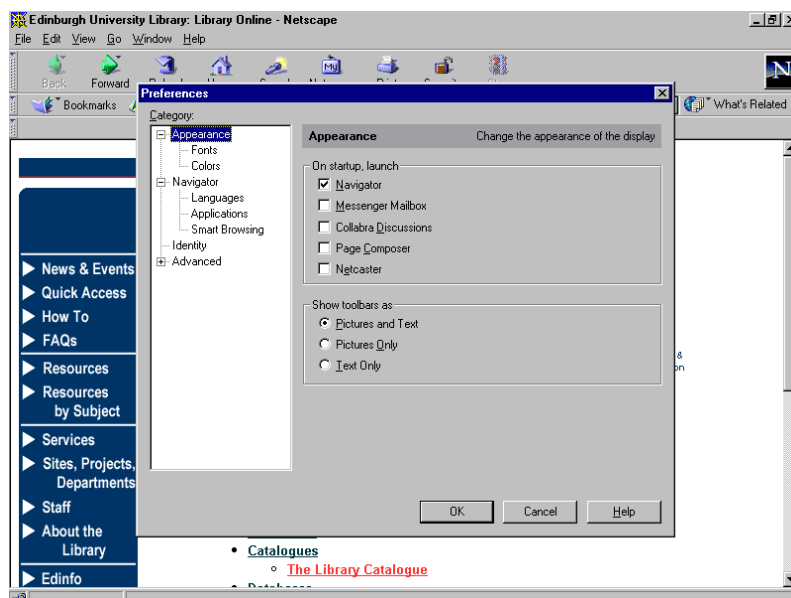 Edinburgh University Library: Library Online - Netscape
File Edit View Go Window Help
Back Forward
Bookmarks
What's Related
Preferences
Category:
Appearance
Fonts
Colors
Navigator
Languages
Applications
Smart Browsing
Identity
Advanced
Appearance Change the appearance of the display
On startup, launch
Navigator
Messenger Mailbox
Collabra Discussions
Page Composer
Netcaster
Show toolbars as
Pictures and Text
Pictures Only
Text Only
OK Cancel Help
News & Events
Quick Access
How To
FAQs
Resources
Resources
by Subject
Services
Sites, Projects,
Departments
Staff
About the
Library
Edinfo
&
on
Catalogues
The Library Catalogue